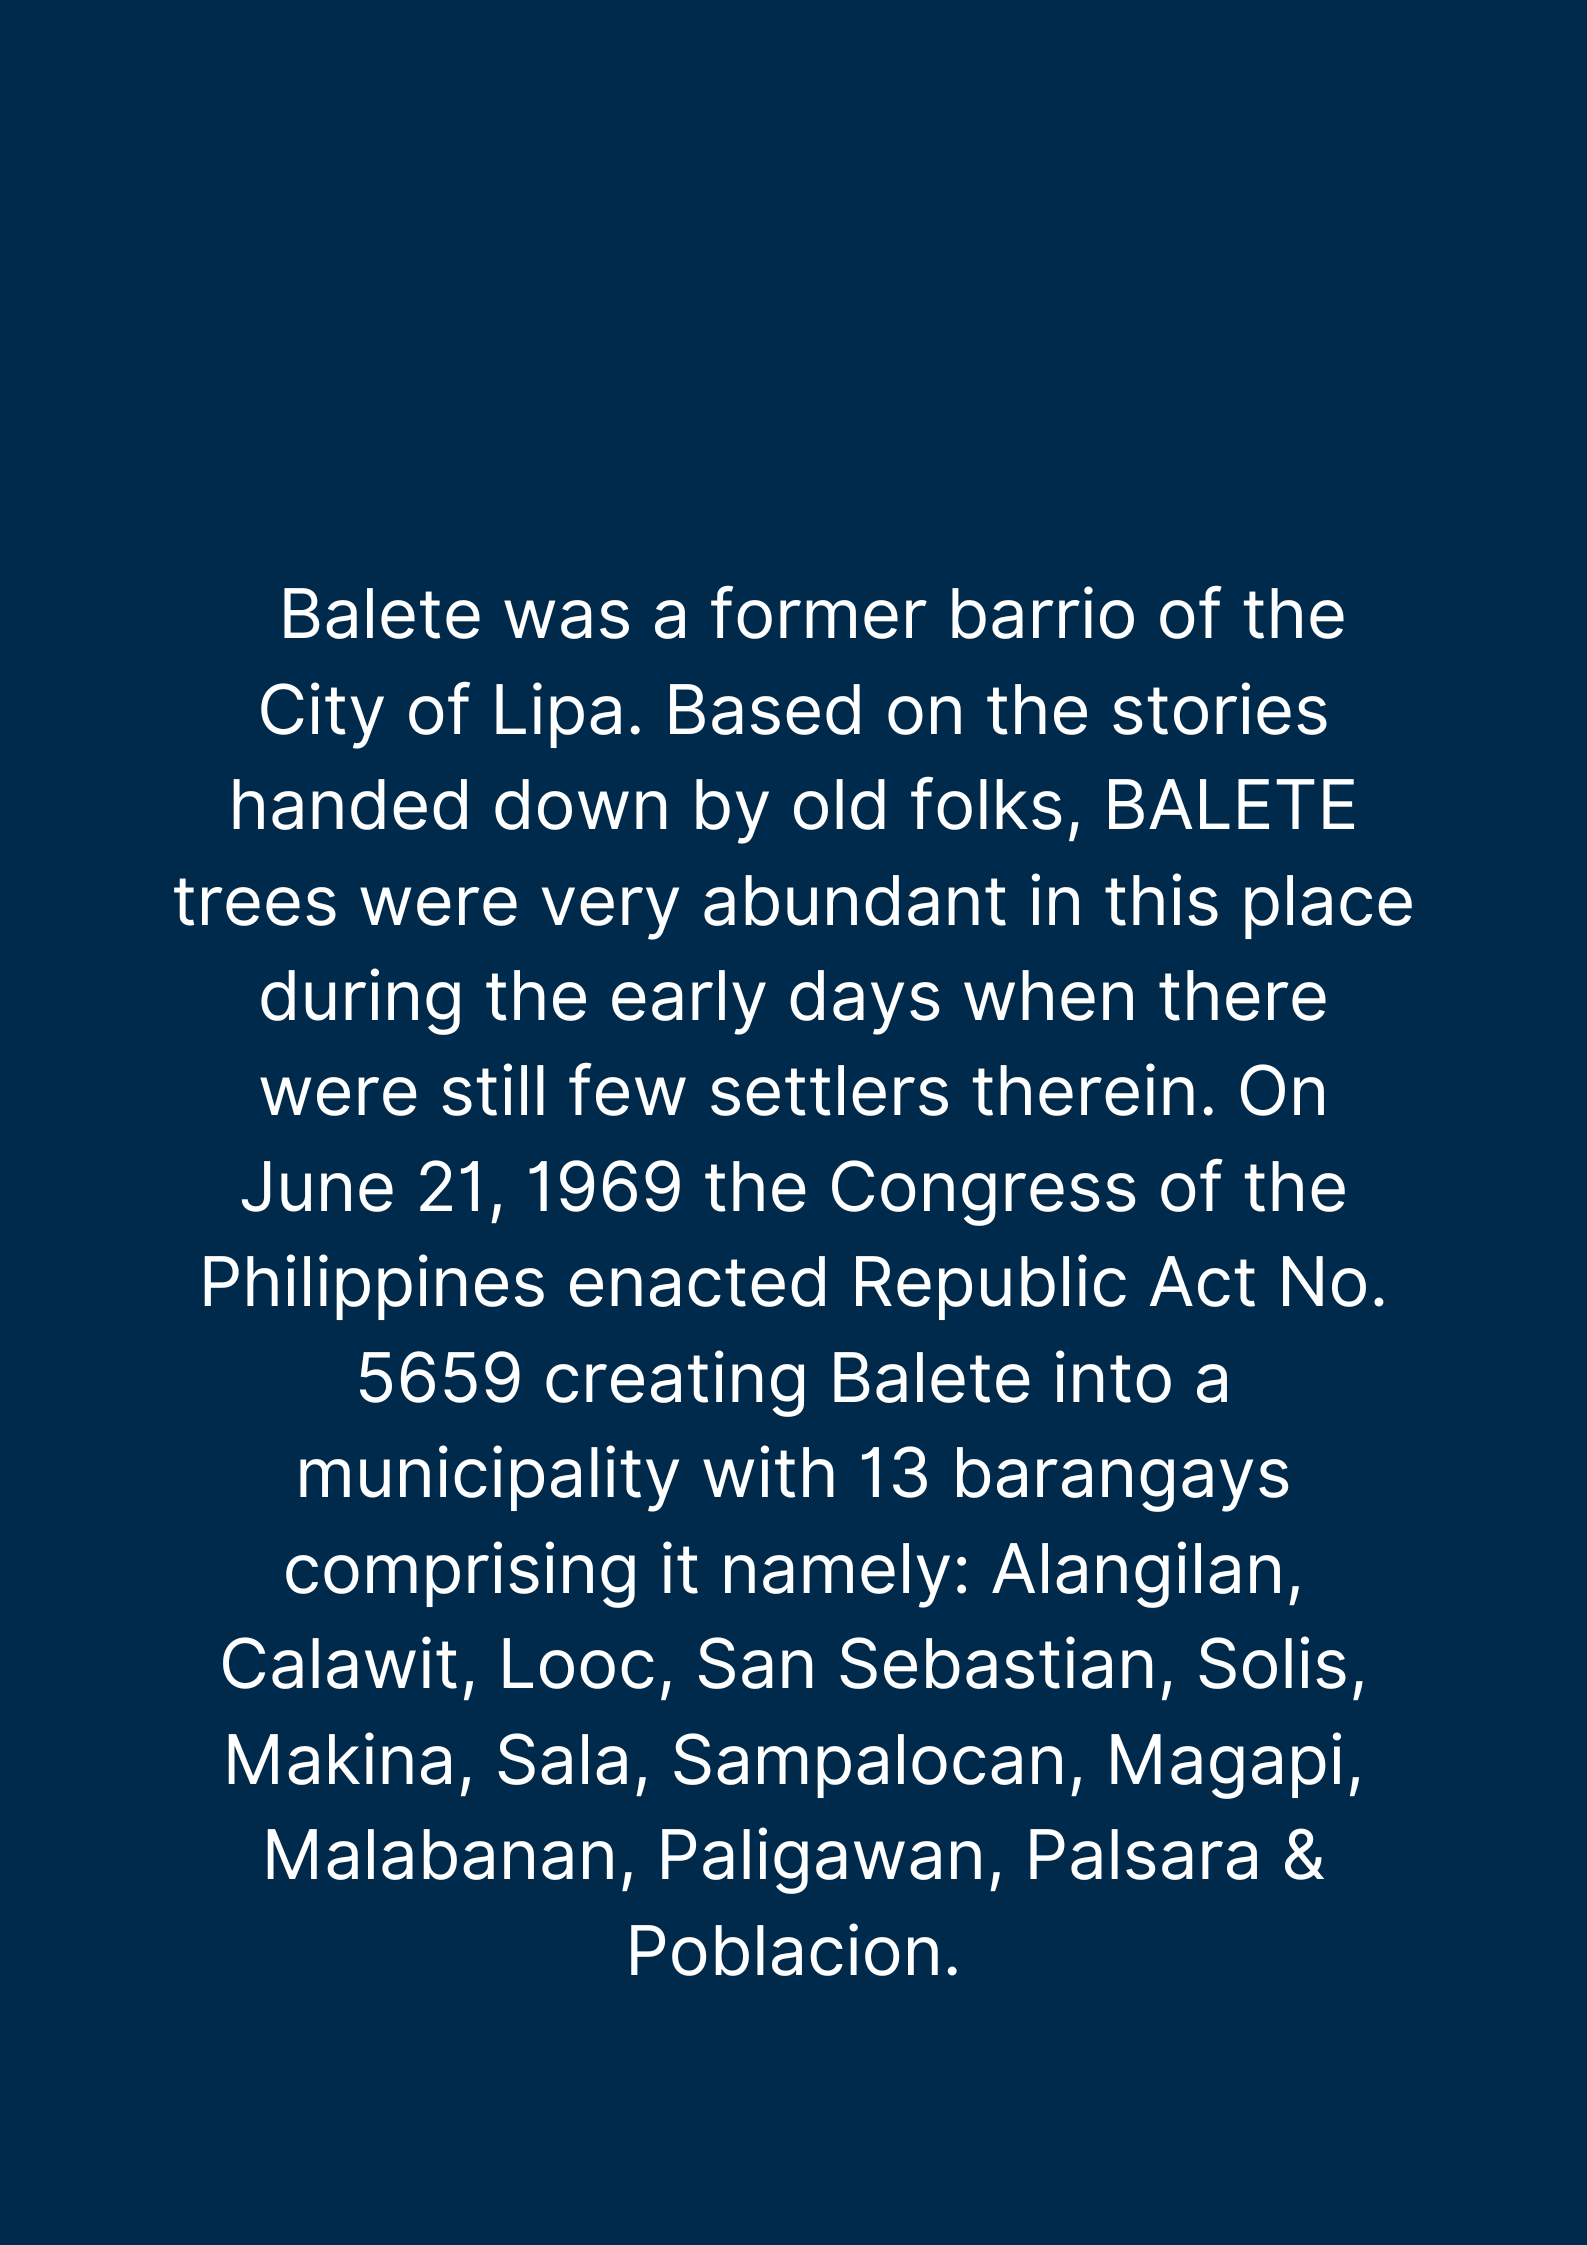 Balete was a former barrio of the
City of Lipa. Based on the stories
handed down by old folks, BALETE
trees were very abundant in this place
during the early days when there
were still few settlers therein. On
June 21, 1969 the Congress of the
Philippines enacted Republic Act No.
5659 creating Balete into a
municipality with 13 barangays
comprising it namely: Alangilan,
Calawit, Looc, San Sebastian, Solis,
Makina, Sala, Sampalocan, Magapi,
Malabanan, Paligawan, Palsara &
Poblacion.